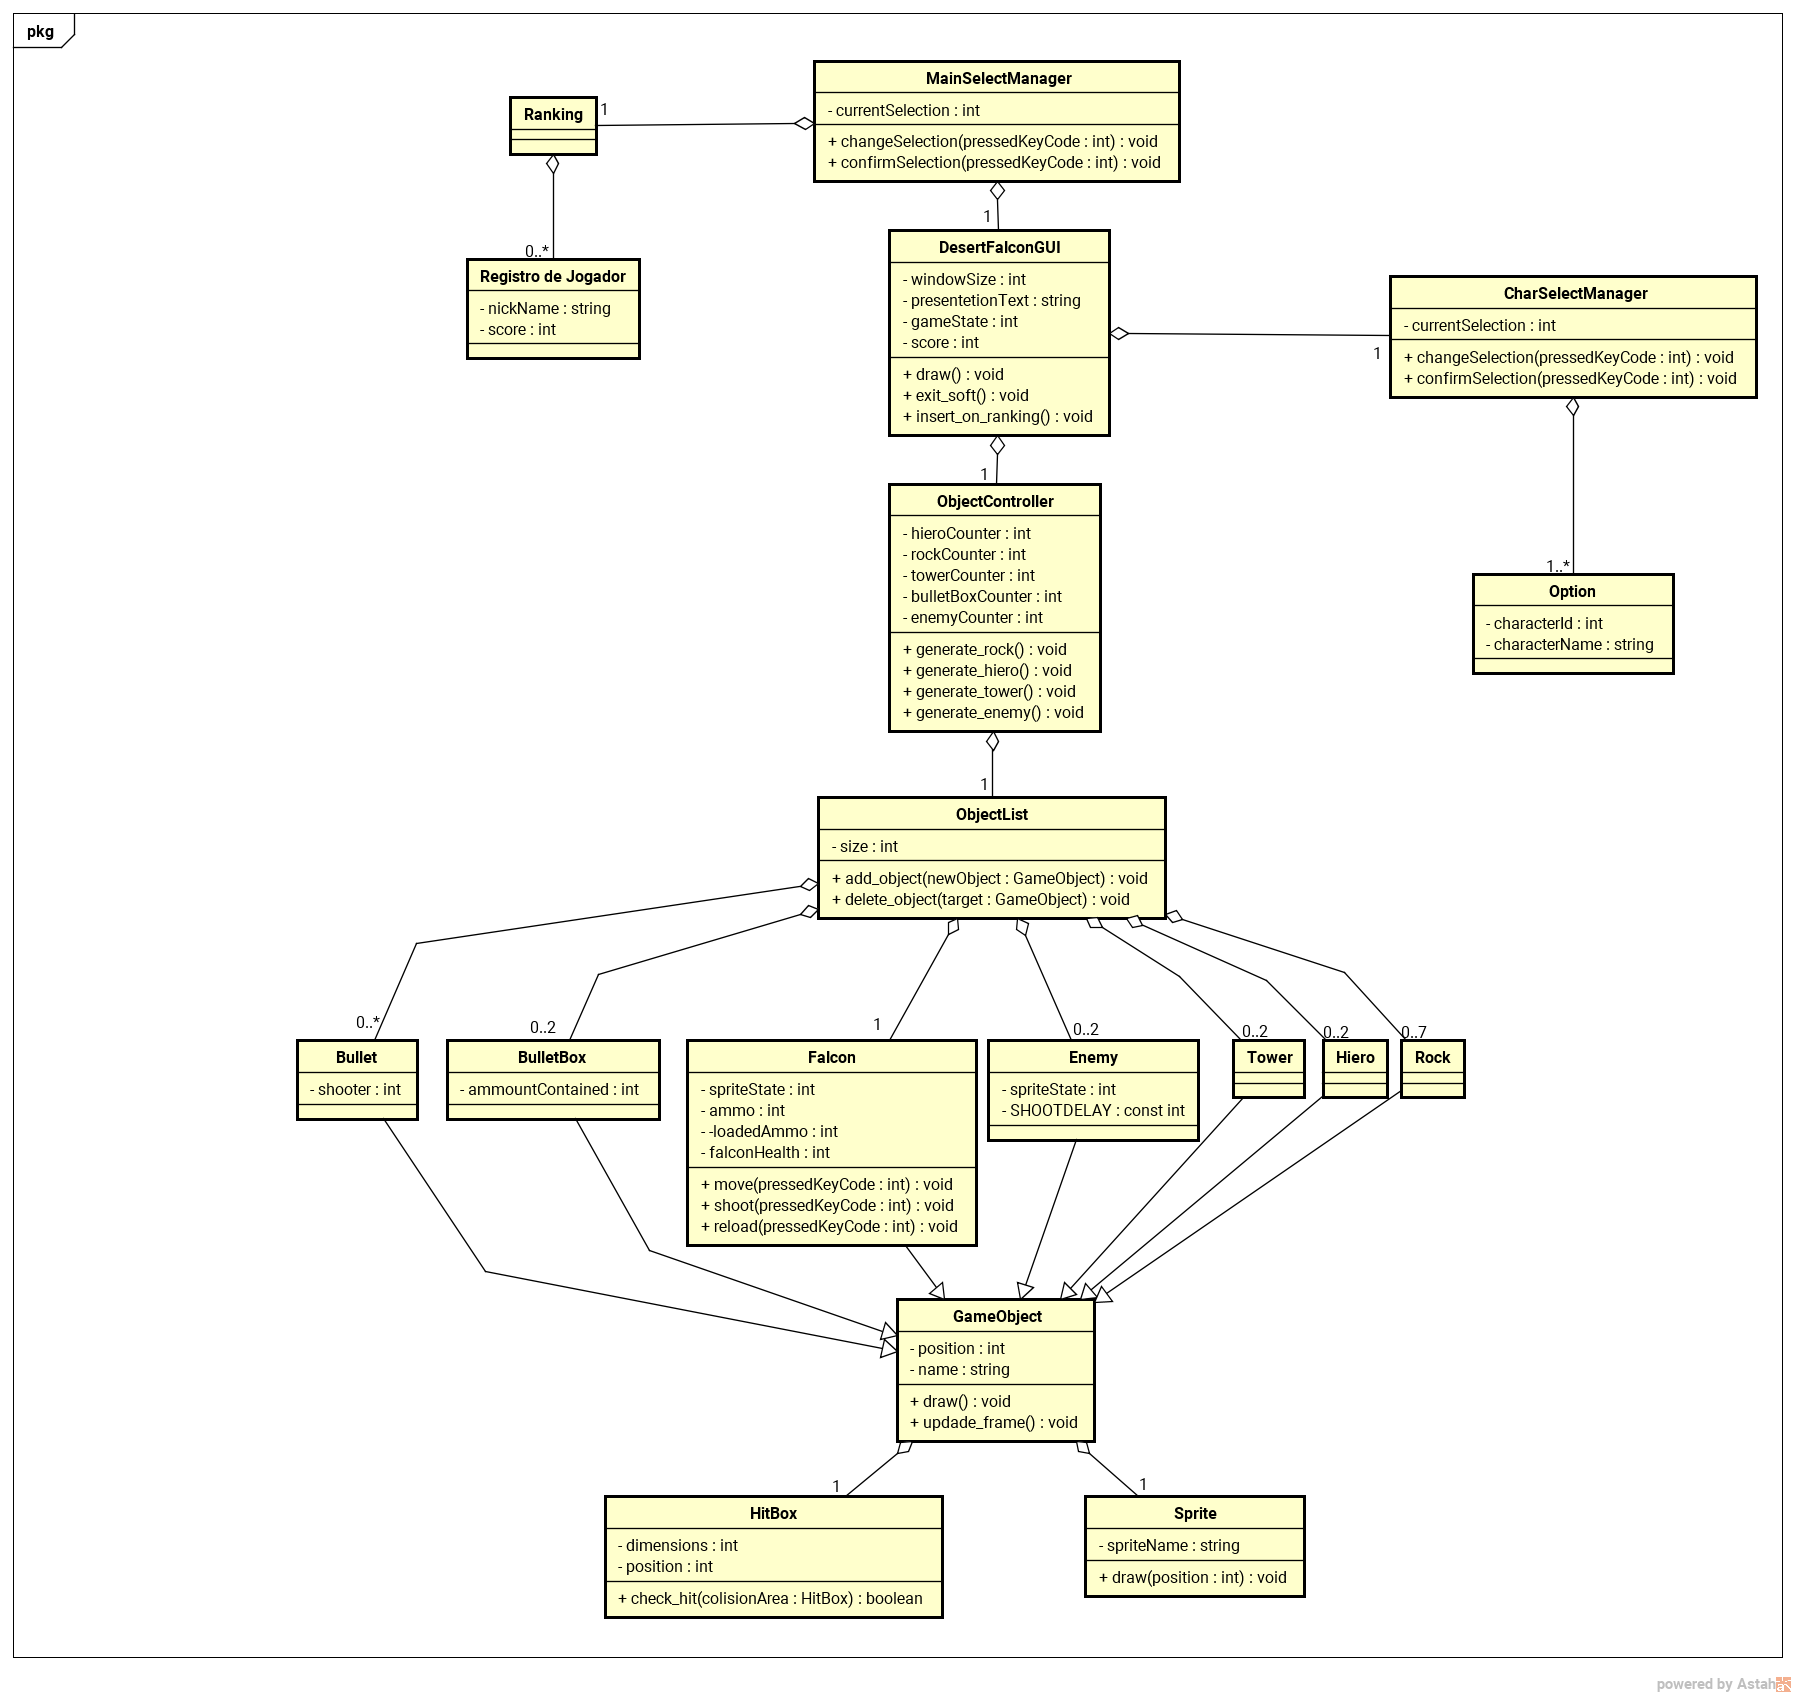 pkg
MainSelectManager
- currentSelection : int
+ changeSelection(pressedKeyCode : int) : void
+ confirmSelection(pressedKeyCode : int) : void
Ranking
1
1
0..*
Registro de Jogador
- nickName : string
- score : int
DesertFalconGUI
- windowSize : int
- presentetionText : string
- gameState : int
- score : int
+ draw() : void
+ exit_soft() : void
+ insert_on_ranking() : void
CharSelectManager
- currentSelection : int
+ changeSelection(pressedKeyCode : int) : void
+ confirmSelection(pressedKeyCode : int) : void
1
1
1..*
Option
- characterId : int
- characterName : string
ObjectController
- hieroCounter : int
- rockCounter : int
- towerCounter : int
- bulletBoxCounter : int
- enemyCounter : int
+ generate_rock() : void
+ generate_hiero() : void
+ generate_tower() : void
+ generate_enemy() : void
1
ObjectList
- size : int
+ add_object(newObject : GameObject) : void
+ delete_object(target : GameObject) : void
0..*
0..2
1
0..2
0..2
0..2
0..7
Bullet
- shooter : int
BulletBox
- ammountContained : int
Falcon
- spriteState : int
- ammo : int
- -loadedAmmo : int
- falconHealth : int
+ move(pressedKeyCode : int) : void
+ shoot(pressedKeyCode : int) : void
+ reload(pressedKeyCode : int) : void
Enemy
- spriteState : int
- SHOOTDELAY : const int
Tower
Hiero
Rock
GameObject
- position : int
- name : string
+ draw() : void
+ updade_frame() : void
1
1
HitBox
- dimensions : int
- position : int
+ check_hit(colisionArea : HitBox) : boolean
Sprite
- spriteName : string
+ draw(position : int) : void
powered by Astah